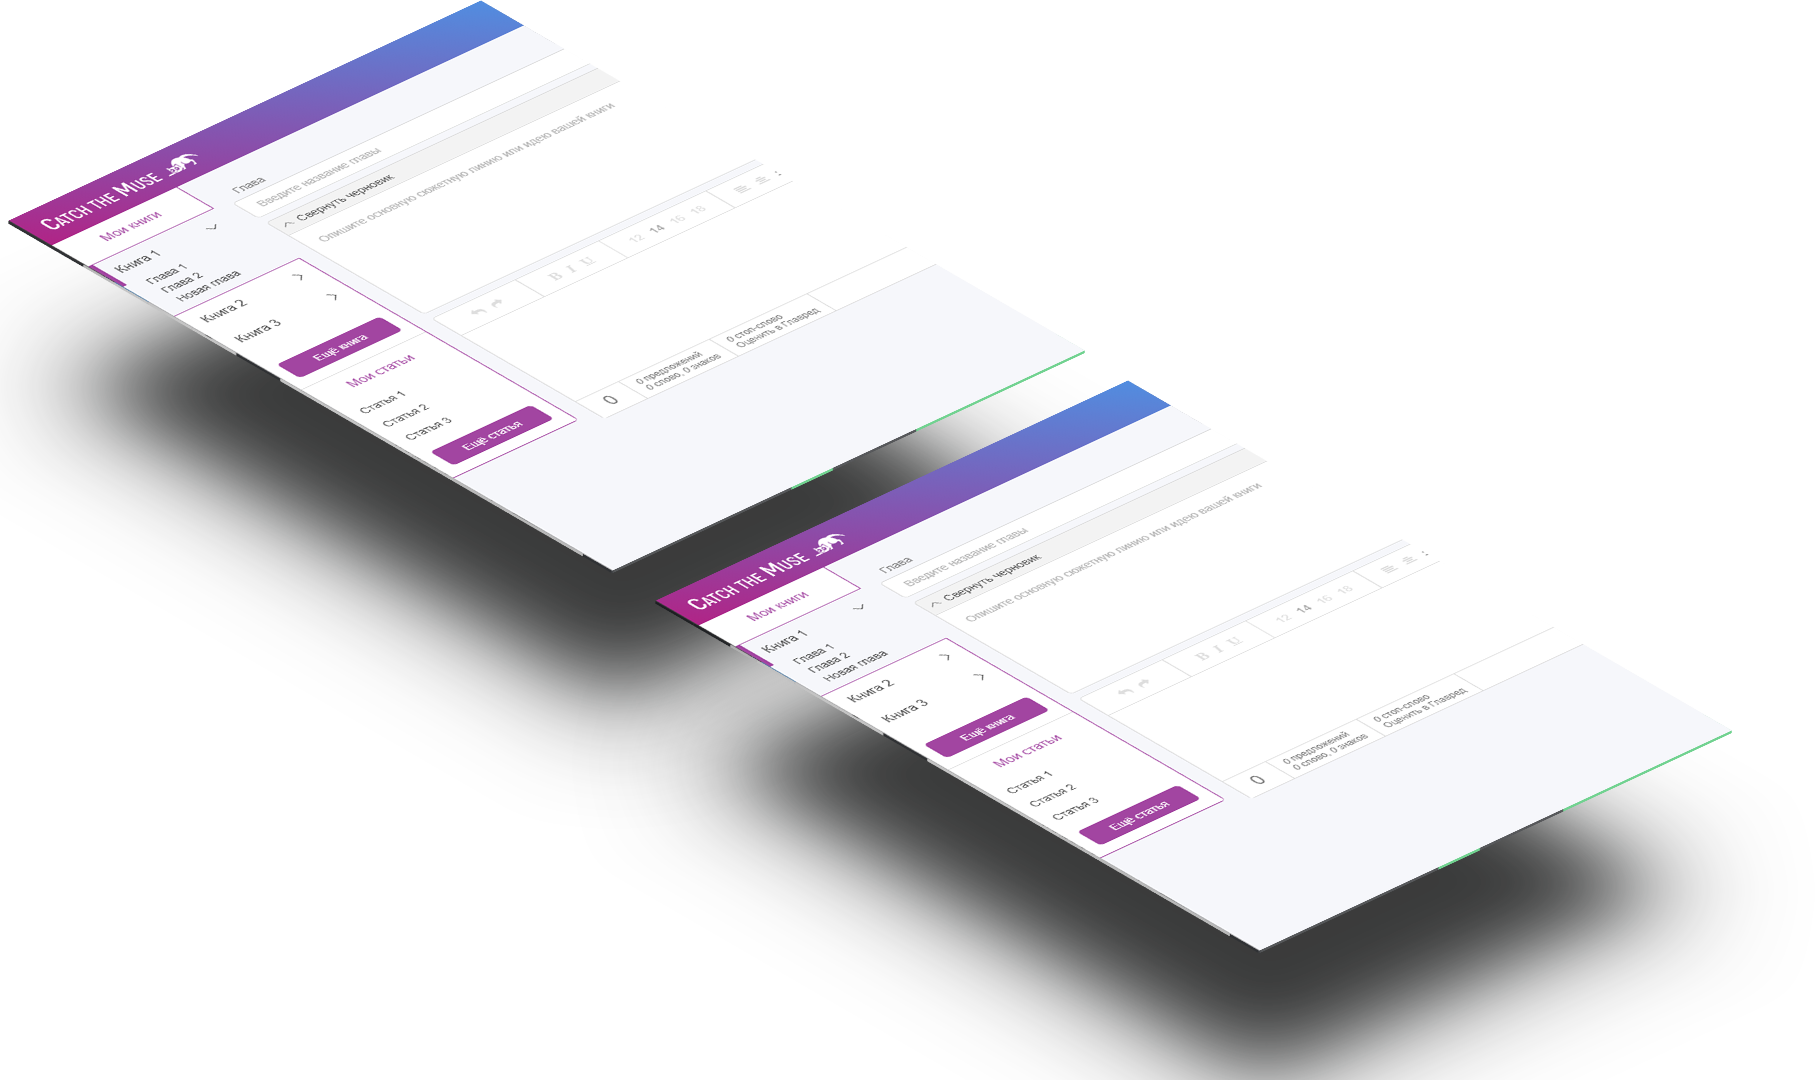 CATCH THE MUSE
Мои книги
Книга 1
Глава 1
Глава 2
Новая глава
Книга 2
Книга 3
Ещё книга
Мои статьи
Статья 1
Статья 2
Статья 3
Ещё статья
Глава
Введите название главы
Свернуть черновик
Опишите основную сюжетную линию или идею вашей книги
B I U
12 14 16 18
0
0 предложений
0 слово, 0 знаков
0 стоп-слово
Оценить в Главред
CATCH THE MUSE
Мои книги
Книга 1
Глава 1
Глава 2
Новая глава
Книга 2
Книга 3
Ещё книга
Мои статьи
Статья 1
Статья 2
Статья 3
Ещё статья
Глава
Введите название главы
Свернуть черновик
Опишите основную сюжетную линию или идею вашей книги
B I U
12 14 16 18
0
0 предложений
0 слово, 0 знаков
0 стоп-слово
Оценить в Главред